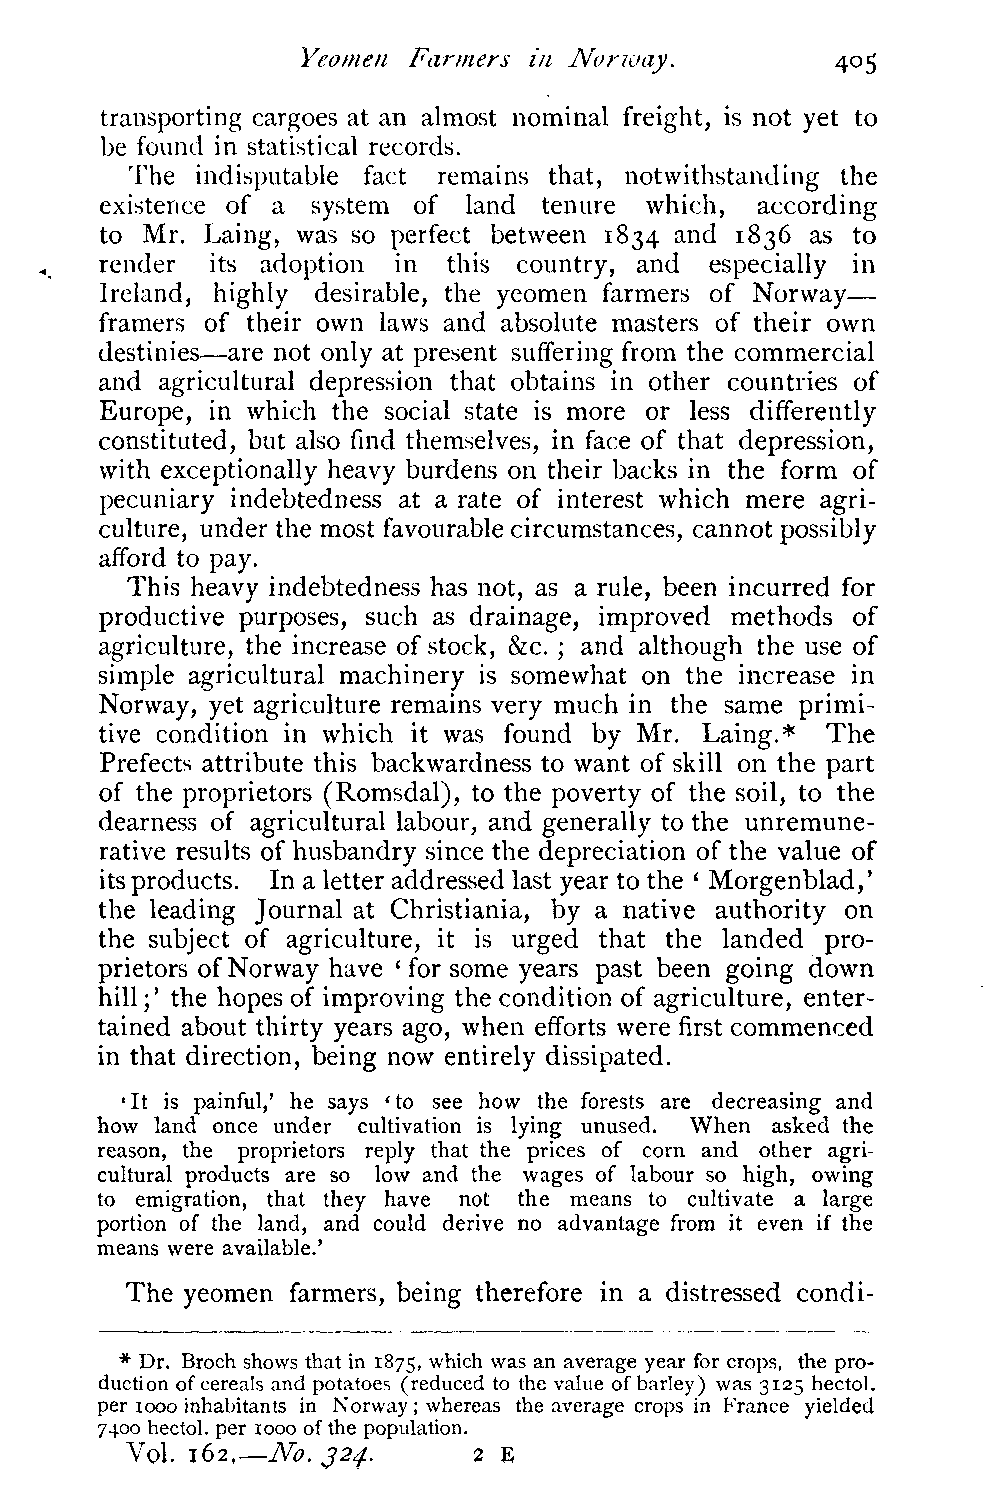 Yeomen Farmers in Norway. 405
transporting cargoes at an almost nominal freight, is not yet to
be found in statistical records.
The indisputable fact remains that, notwithstanding the
existence of a system of land tenure which, according
to Mr. Laing, was so perfect between 1834 and 1836 as to
render its adoption in this country, and especially in
Ireland, highly desirable, the yeomen farmers of Norway—
framers of their own laws and absolute masters of their own
destinies—are not only at present suffering from the commercial
and agricultural depression that obtains in other countries of
Europe, in which the social state is more or less differently
constituted, but also find themselves, in face of that depression,
with exceptionally heavy burdens on their backs in the form of
pecuniary indebtedness at a rate of interest which mere agri-
culture, under the most favourable circumstances, cannot possibly
afford to pay.
This heavy indebtedness has not, as a rule, been incurred for
productive purposes, such as drainage, improved methods of
agriculture, the increase of stock, &c. ; and although the use of
simple agricultural machinery is somewhat on the increase in
Norway, yet agriculture remains very much in the same primi-
tive condition in which it was found by Mr. Laing.* The
Prefects attribute this backwardness to want of skill on the part
of the proprietors (Romsdal), to the poverty of the soil, to the
dearness of agricultural labour, and generally to the unremune-
rative results of husbandry since the depreciation of the value of
its products. In a letter addressed last year to the ‘ Morgenblad,’
the leading Journal at Christiania, by a native authority on
the subject of agriculture, it is urged that the landed pro-
prietors of Norway have ‘ for some years past been going down
hill ;’ the hopes of improving the condition of agriculture, enter-
tained about thirty years ago, when efforts were first commenced
in that direction, being now entirely dissipated.
‘It is painful,’ he says ‘to see how the forests are decreasing and
how land once under cultivation is lying unused. When asked the
reason, the proprietors reply that the prices of corn and other agri-
cultural products are so low and the wages of labour so high, owing
to emigration, that they have not the means to cultivate a large
portion of the land, and could derive no advantage from it even if the
means were available.’
The yeomen farmers, being therefore in a distressed condi-
* Dr. Broch shows that in 1875, which was an average year for crops, the pro-
duction of cereals and potatoes (reduced to the value of barley) was 3125 hectol.
per 1000 inhabitants in Norway ; whereas the average crops in France yielded
7400 hectol. per 1000 of the population.
Vol. 162.—No. 324. 2 E